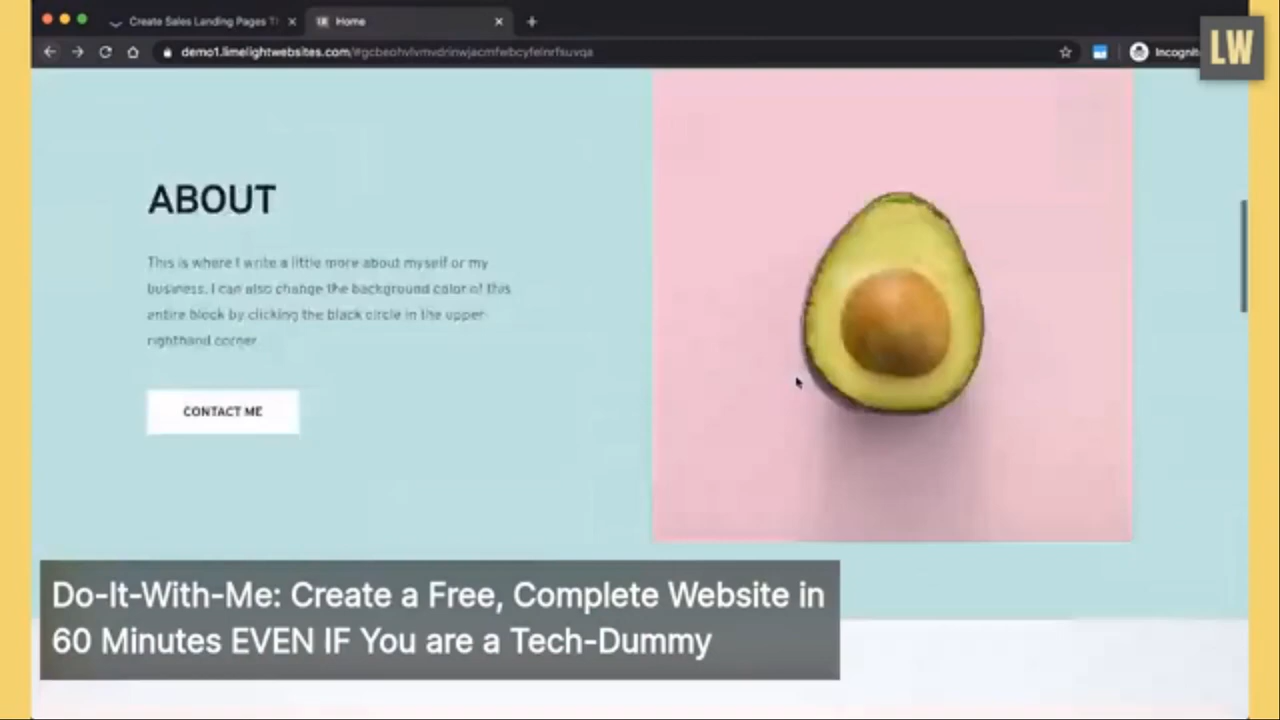 Create Sales Landing Pages
Home
demo1.limelightwebsites.com/#gcbeohvlvmvdrinwjacmfwbcyfelnrfsuvqa
Incognit
LW
ABOUT
This is where I write a little more about myself or my
business. I can also change the background color of this
entire block by clicking the black circle in the upper-
righthand corner.
CONTACT ME
Do-It-With-Me: Create a Free, Complete Website in
60 Minutes EVEN IF You are a Tech-Dummy